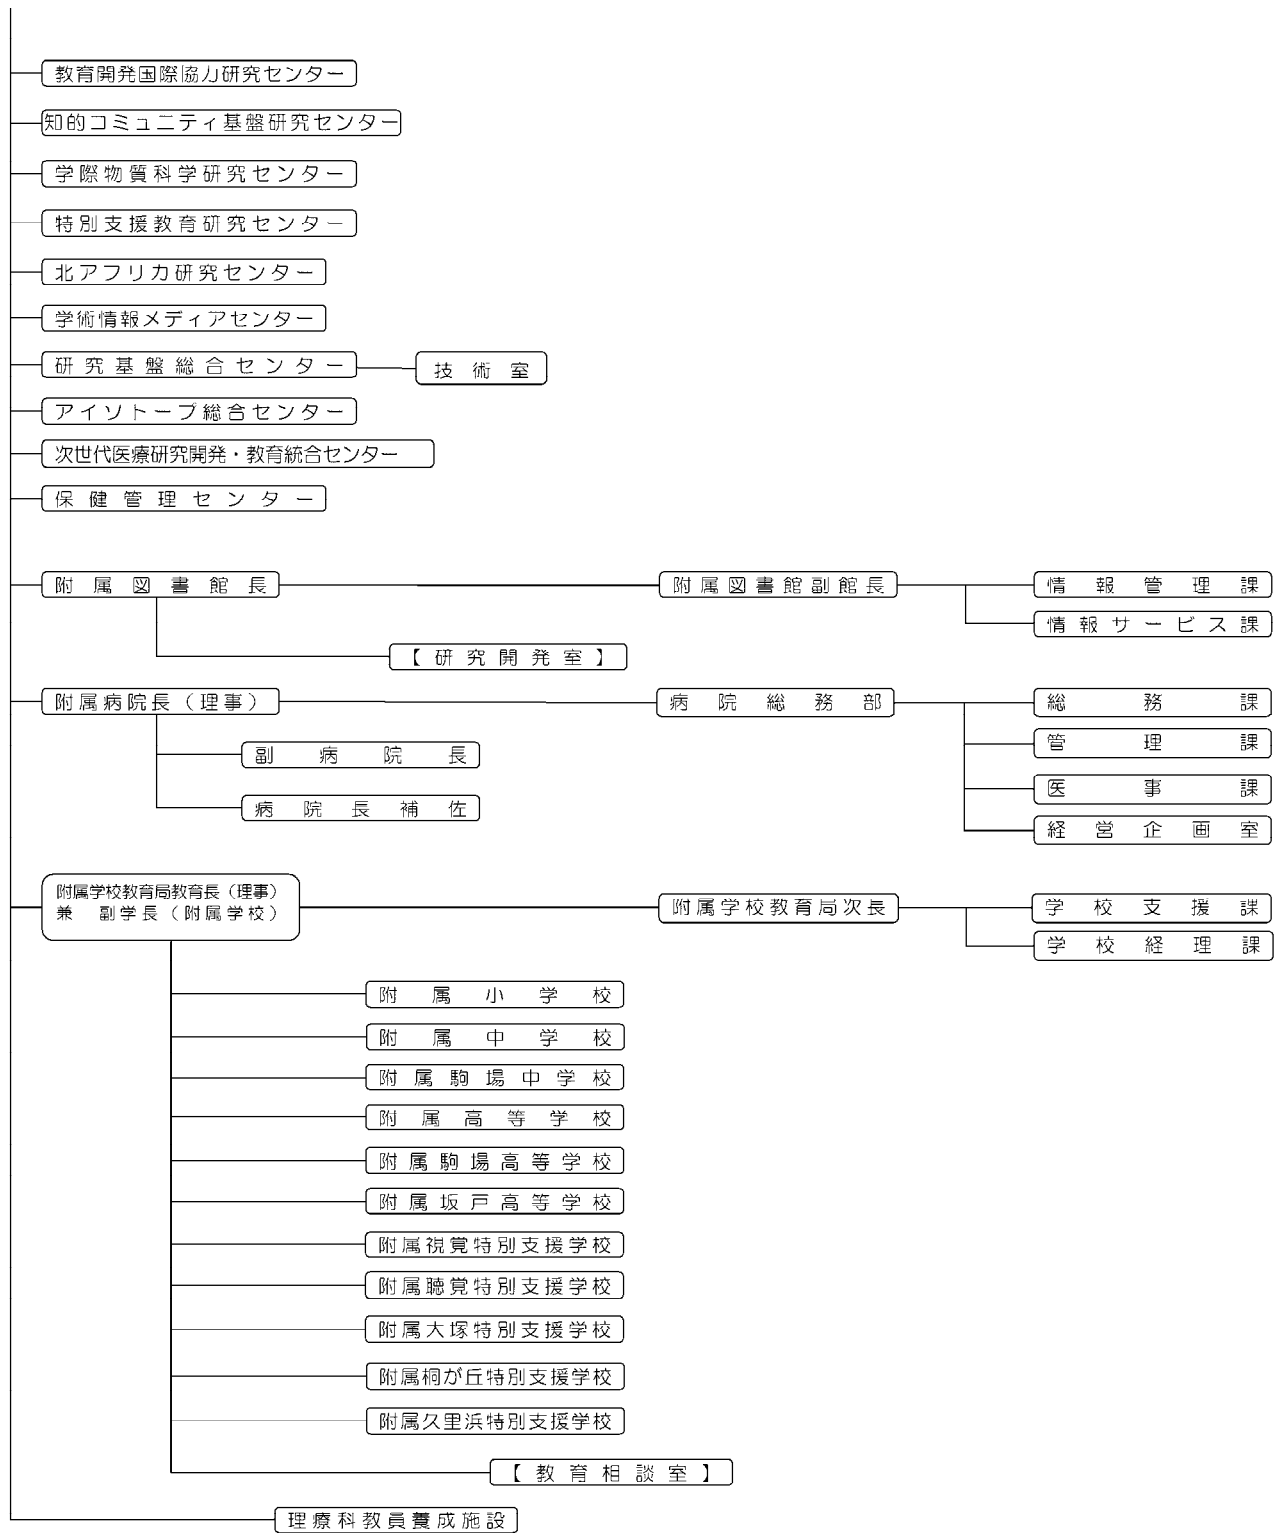 教育開発国際協力研究センター
知的コミュニティ基盤研究センター
学際物質科学研究センター
特別支援教育研究センター
北アフリカ研究センター
学術情報メディアセンター
研究基盤総合センター
技術室
アイソトープ総合センター
次世代医療研究開発・教育統合センター
保健管理センター
附属図書館長
附属図書館副館長
情報管理課
情報サービス課
【研究開発室】
附属病院長（理事）
病院総務部
総務課
管理課
副病院長
医事課
病院長補佐
経営企画室
附属学校教育局教育長（理事）
兼　副学長（附属学校）
附属学校教育局次長
学校支援課
学校経理課
附属小学校
附属中学校
附属駒場中学校
附属高等学校
附属駒場高等学校
附属坂戸高等学校
附属視覚特別支援学校
附属聴覚特別支援学校
附属大塚特別支援学校
附属桐が丘特別支援学校
附属久里浜特別支援学校
【教育相談室】
理療科教員養成施設